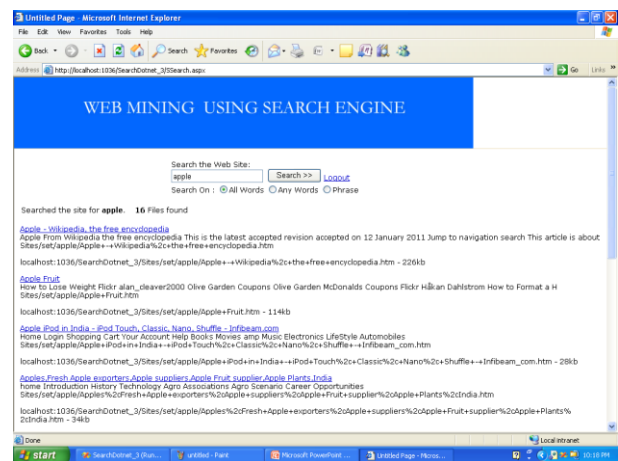 Untitled Page - Microsoft Internet Explorer
File Edit View Favorites Tools Help
Back Search Favorites
Address http://localhost:1036/SearchDotnet_3/SSearch.aspx Go Links »
WEB MINING USING SEARCH ENGINE
Search the Web Site:
apple Search >> Logout
Search On : All Words Any Words Phrase
Searched the site for apple. 16 Files found
Apple - Wikipedia, the free encyclopedia
Apple From Wikipedia the free encyclopedia This is the latest accepted revision accepted on 12 January 2011 Jump to navigation search This article is about
Sites/set/apple/Apple+-+Wikipedia%2c+the+free+encyclopedia.htm
localhost:1036/SearchDotnet_3/Sites/set/apple/Apple+-+Wikipedia%2c+the+free+encyclopedia.htm - 226kb
Apple Fruit
How to Lose Weight Flickr alan_cleaver2000 Olive Garden Coupons Olive Garden McDonalds Coupons Flickr Håkan Dahlstrom How to Format a H
Sites/set/apple/Apple+Fruit.htm
localhost:1036/SearchDotnet_3/Sites/set/apple/Apple+Fruit.htm - 114kb
Apple iPod in India - iPod Touch, Classic, Nano, Shuffle - Infibeam.com
Home Login Shopping Cart Your Account Help Books Movies amp Music Electronics LifeStyle Automobiles
Sites/set/apple/Apple+iPod+in+India+-+iPod+Touch%2c+Classic%2c+Nano%2c+Shuffle+-+Infibeam_com.htm
localhost:1036/SearchDotnet_3/Sites/set/apple/Apple+iPod+in+India+-+iPod+Touch%2c+Classic%2c+Nano%2c+Shuffle+-+Infibeam_com.htm - 28kb
Apples,Fresh Apple exporters,Apple suppliers,Apple Fruit supplier,Apple Plants,India
home Introduction History Technology Agro Associations Agro Scenario Career Opportunities
Sites/set/apple/Apples%2cFresh+Apple+exporters%2cApple+suppliers%2cApple+Fruit+supplier%2cApple+Plants%2cIndia.htm
localhost:1036/SearchDotnet_3/Sites/set/apple/Apples%2cFresh+Apple+exporters%2cApple+suppliers%2cApple+Fruit+supplier%2cApple+Plants%
2cIndia.htm - 34kb
Done Local intranet
start SearchDotnet_3 (Run... untitled - Paint Microsoft PowerPoint ... Untitled Page - Micros... 10:18 PM